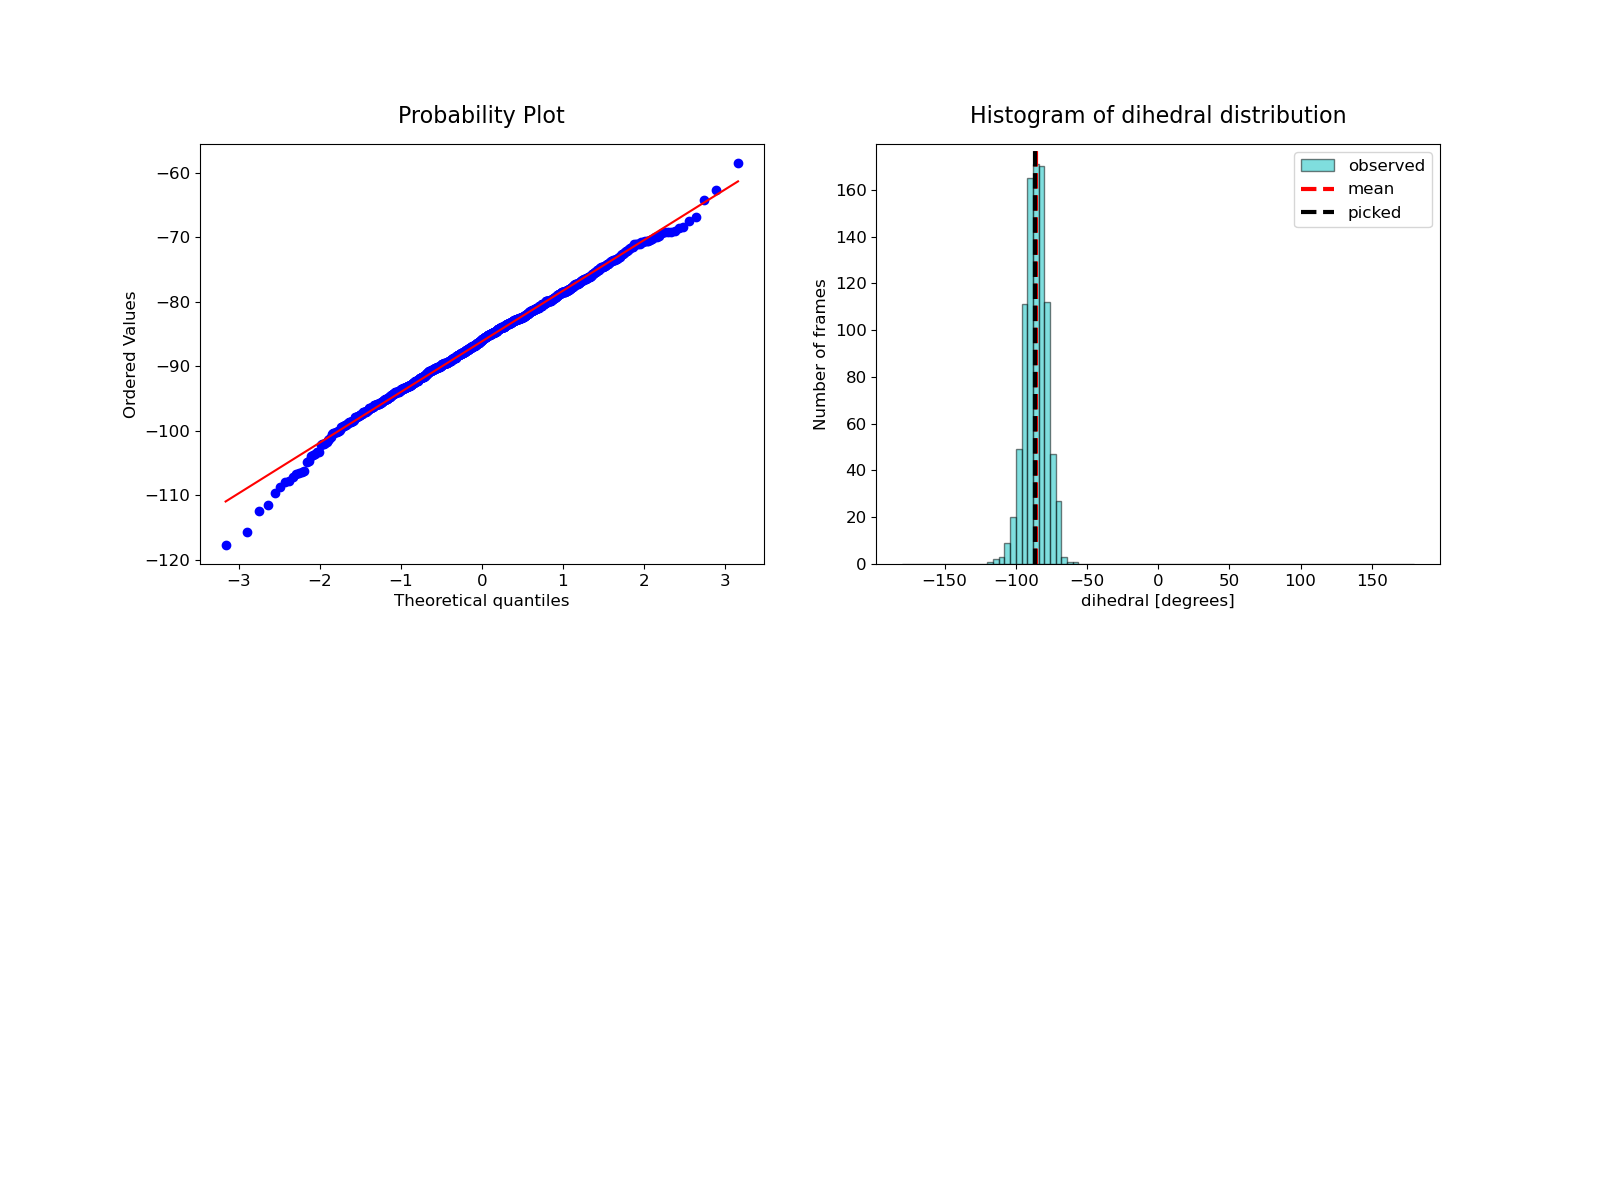 Probability Plot
Ordered Values
−60
−70
−80
−90
−100
−110
−120
−3 −2 −1 0 1 2 3
Theoretical quantiles
Histogram of dihedral distribution
Number of frames
160
140
120
100
80
60
40
20
0
−150 −100 −50 0 50 100 150
dihedral [degrees]
observed
mean
picked